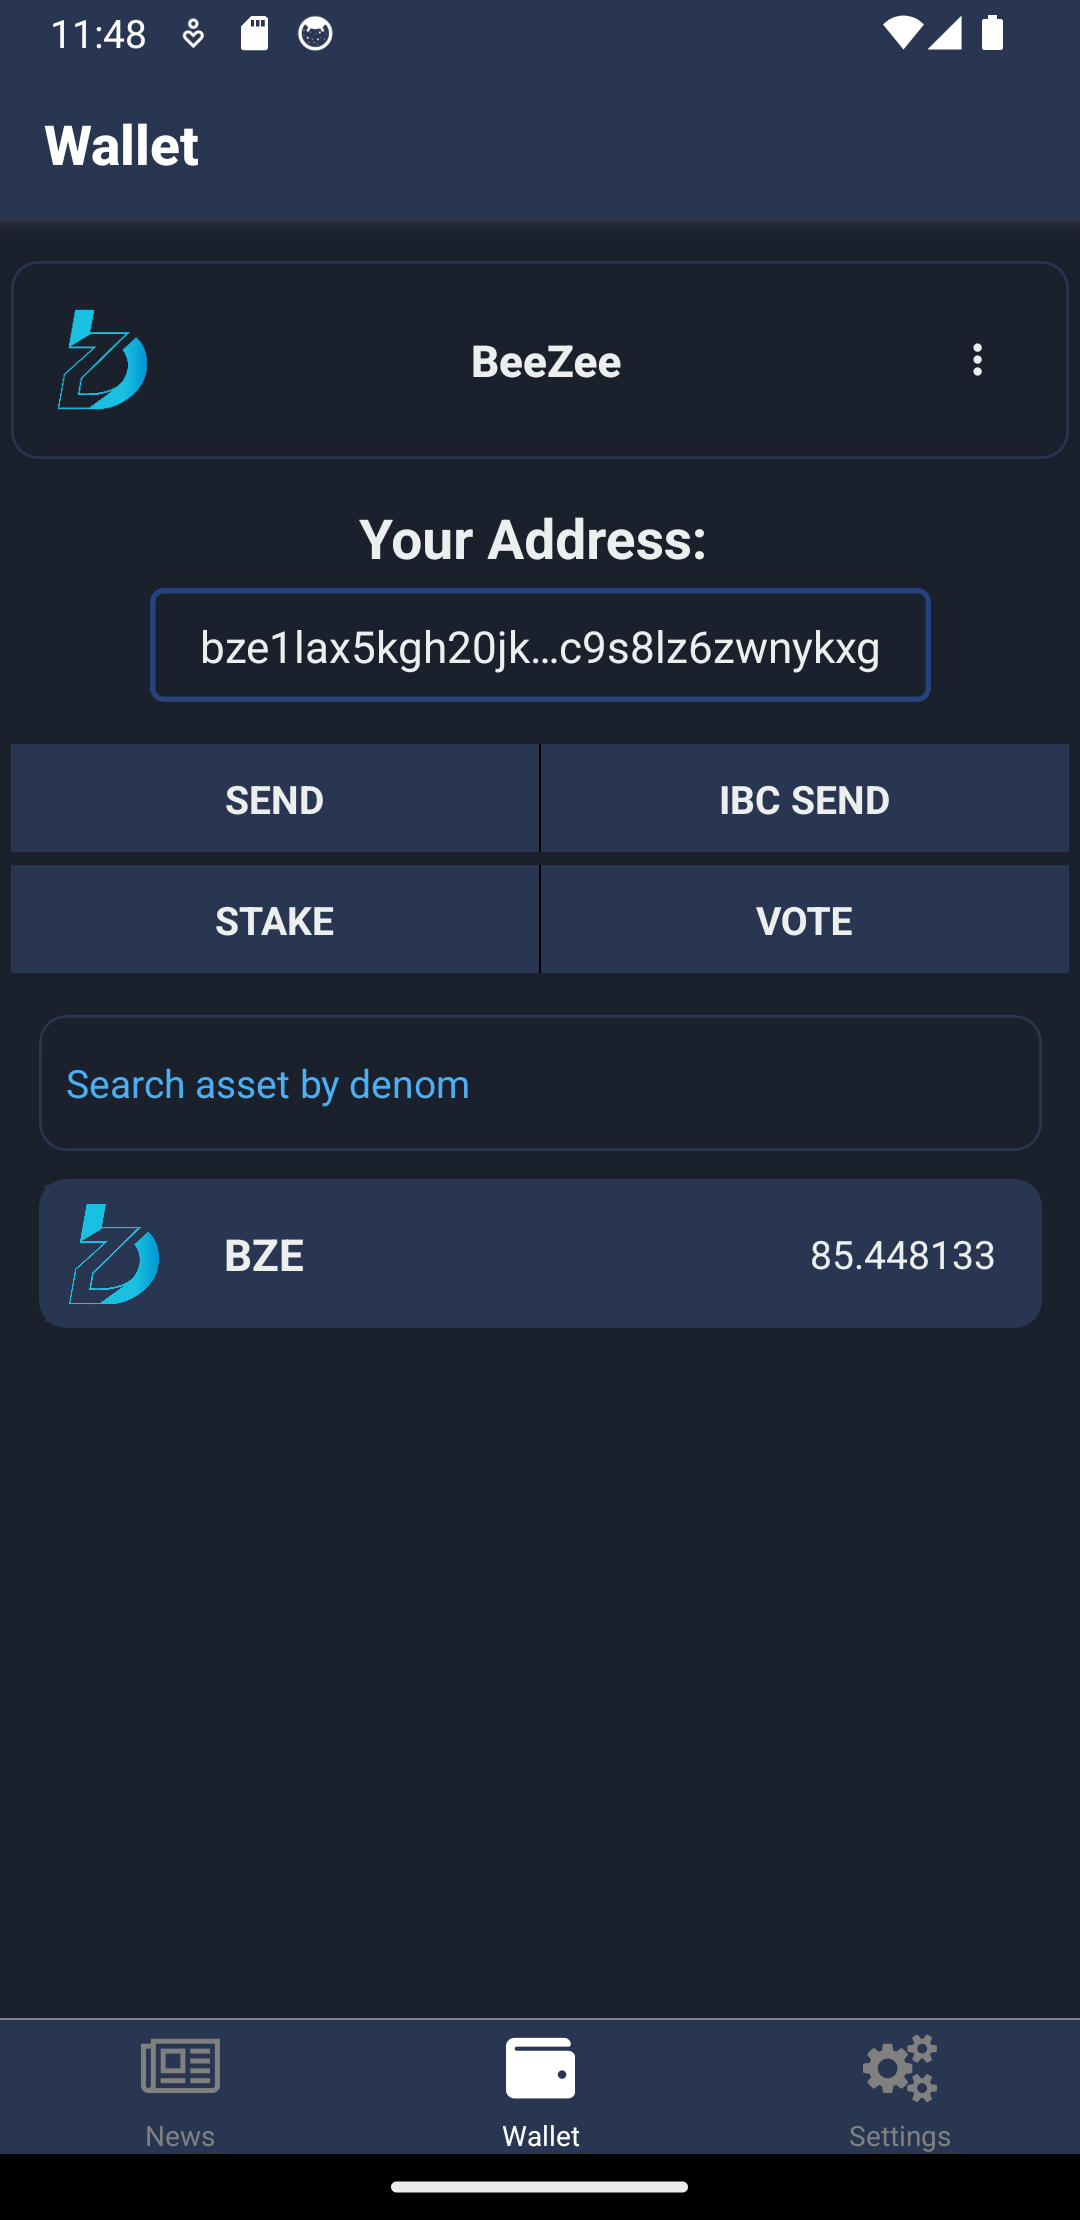 11:48
Wallet
BeeZee
Your Address:
bze1lax5kgh20jk...c9s8lz6zwnykxg
SEND
IBC SEND
STAKE
VOTE
Search asset by denom
BZE
85.448133
News
Wallet
Settings